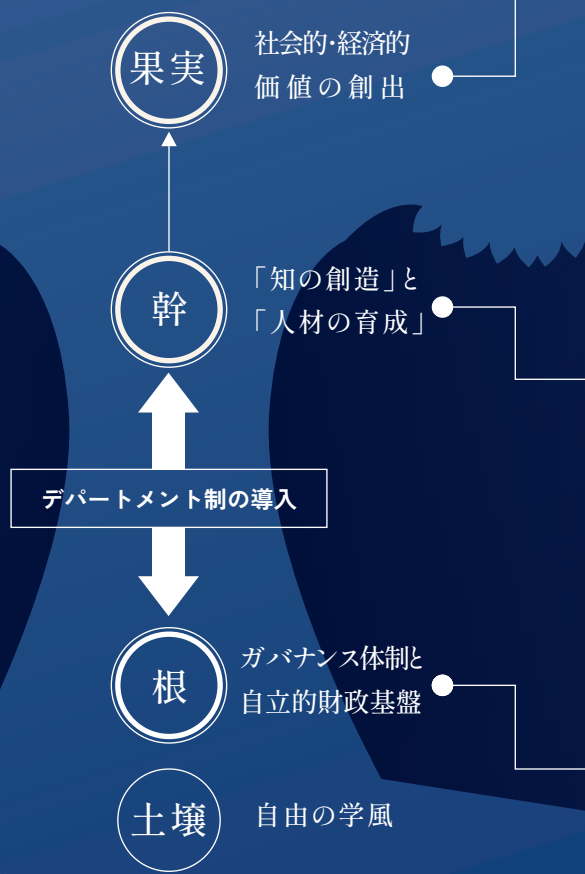 果実
社会的・経済的
価値の創出
幹
「知の創造」と
「人材の育成」
デパートメント制の導入
根
ガバナンス体制と
自立的財政基盤
土壌
自由の学風